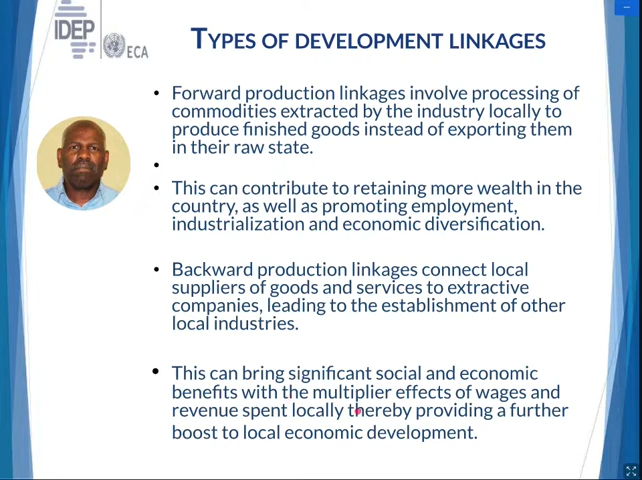 IDEP
ECA
TYPES OF DEVELOPMENT LINKAGES
• Forward production linkages involve processing of
commodities extracted by the industry locally to
produce finished goods instead of exporting them
in their raw state.
•
• This can contribute to retaining more wealth in the
country, as well as promoting employment,
industrialization and economic diversification.
• Backward production linkages connect local
suppliers of goods and services to extractive
companies, leading to the establishment of other
local industries.
• This can bring significant social and economic
benefits with the multiplier effects of wages and
revenue spent locally thereby providing a further
boost to local economic development.